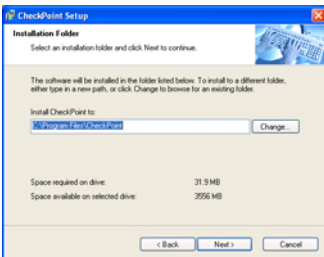 CheckPoint Setup
Installation Folder
Select an installation folder and click Next to continue.
The software will be installed in the folder listed below. To install to a different folder,
either type in a new path, or click Change to browse for an existing folder.
Install CheckPoint to:
C:\Program Files\CheckPoint
Change...
Space required on drive: 31.9 MB
Space available on selected drive: 3556 MB
< Back Next > Cancel